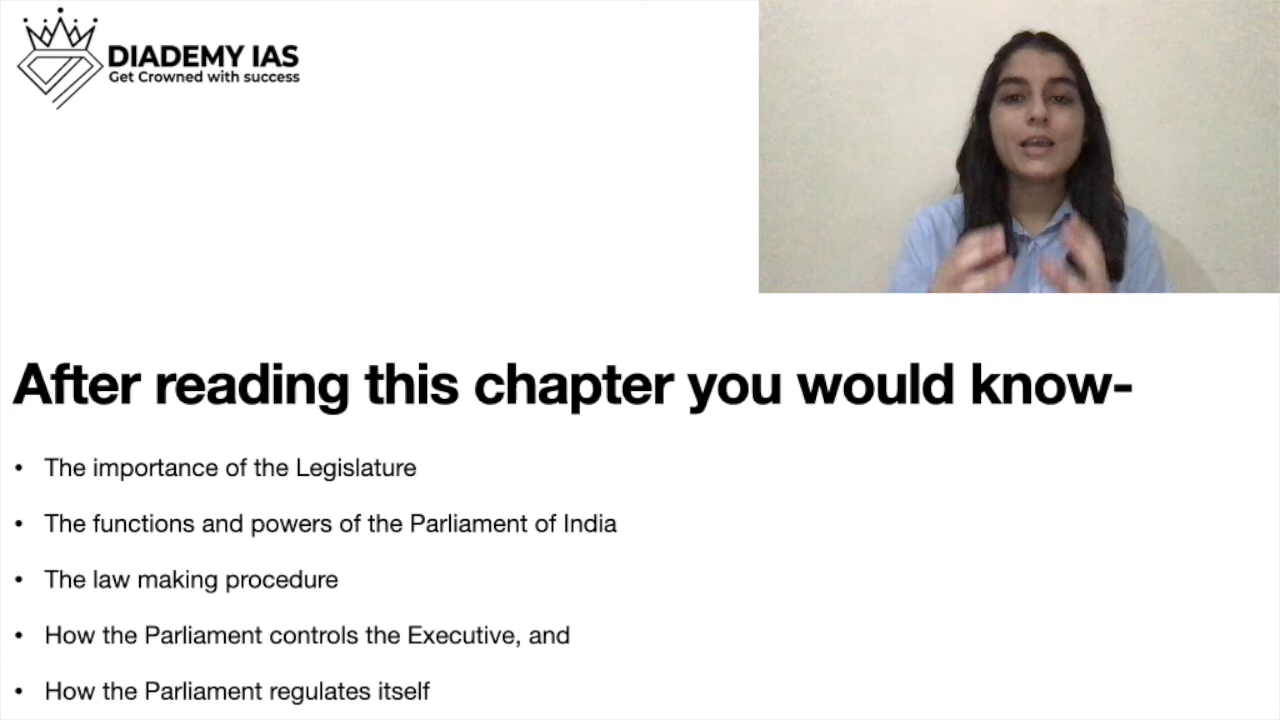 DIADEMY IAS
Get Crowned with success
After reading this chapter you would know-
• The importance of the Legislature
• The functions and powers of the Parliament of India
• The law making procedure
• How the Parliament controls the Executive, and
• How the Parliament regulates itself